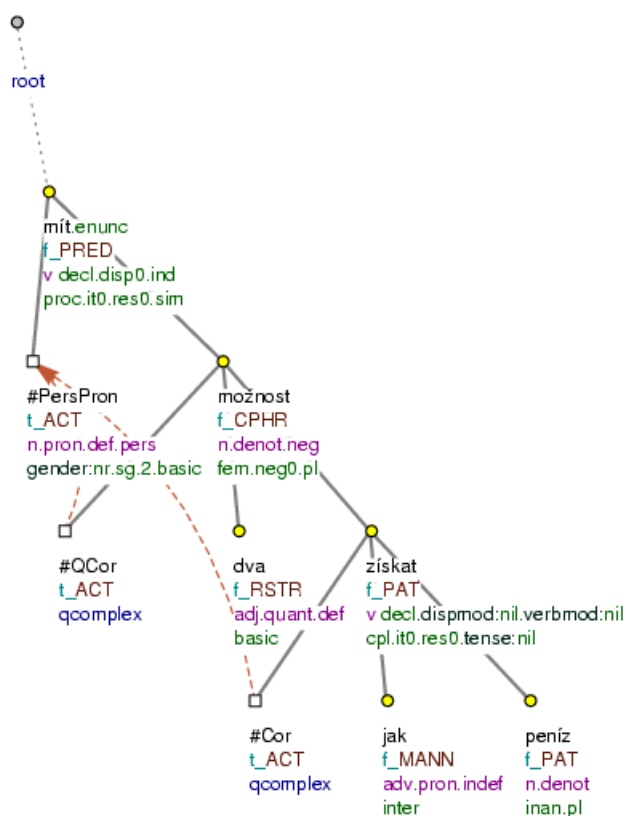 root
mít.enunc
f_PRED
v decl.disp0.ind
proc.it0.res0.sim
#PersPron
t_ACT
n.pron.def.pers
gender:nr.sg.2.basic
možnost
f_CPHR
n.denot.neg
fem.neg0.pl
#QCor
t_ACT
qcomplex
dva
f_RSTR
adj.quant.def
basic
získat
f_PAT
v decl.dispmod:nil.verbmod:nil
cpl.it0.res0.tense:nil
#Cor
t_ACT
qcomplex
jak
f_MANN
adv.pron.indef
inter
peníz
f_PAT
n.denot
inan.pl